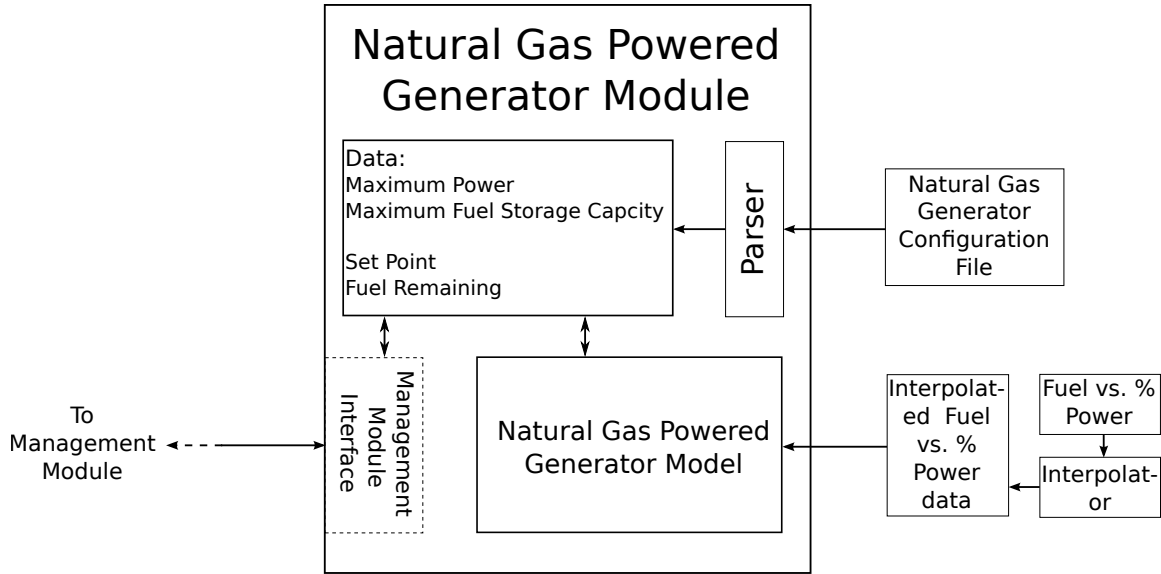 Natural Gas Powered
Generator Module
Data:
Maximum Power
Maximum Fuel Storage Capcity
Set Point
Fuel Remaining
Parser
Natural Gas
Generator
Configuration
File
Management
Module
Interface
To
Management
Module
Natural Gas Powered
Generator Model
Interpolat-
ed Fuel
vs. %
Power
data
Fuel vs. %
Power
Interpolat-
or